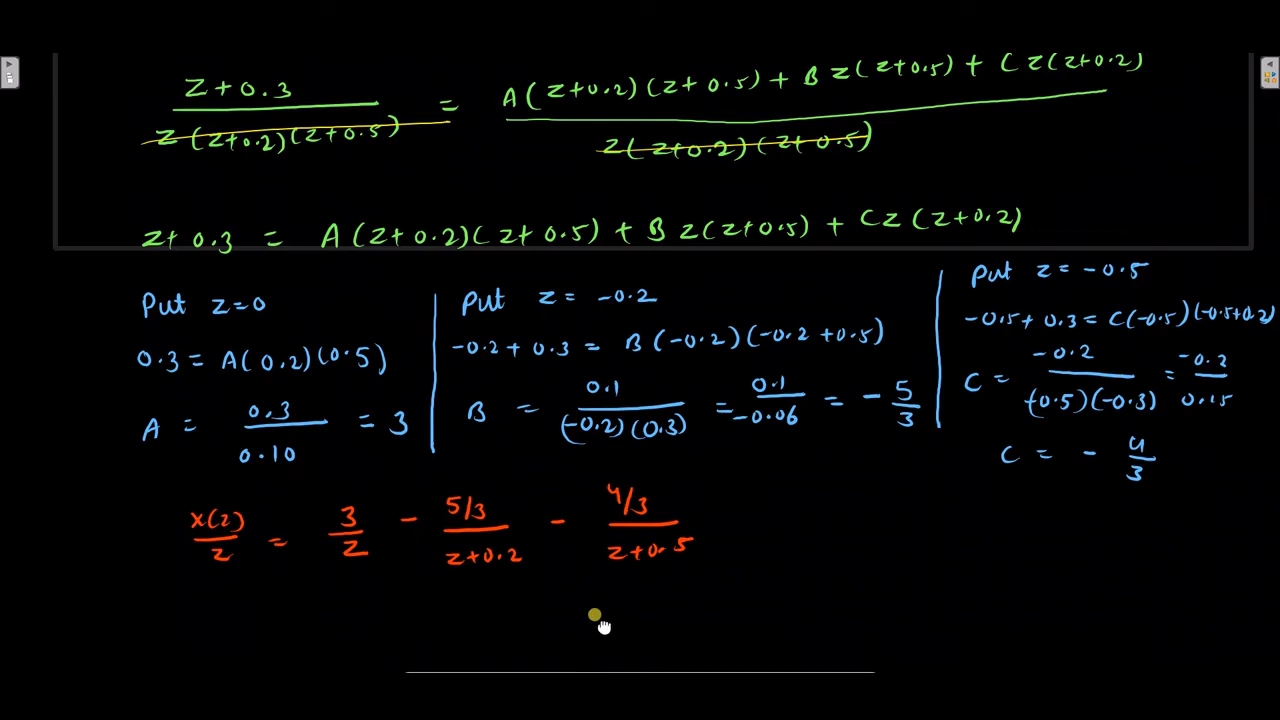 z+0.3 / z(z+0.2)(z+0.5) = A(z+0.2)(z+0.5) + B z(z+0.5) + C z(z+0.2) / z(z+0.2)(z+0.5)
z+0.3 = A(z+0.2)(z+0.5) + B z(z+0.5) + Cz(z+0.2)
Put z=0
0.3 = A(0.2)(0.5)
A = 0.3 / 0.10 = 3
Put z = -0.2
-0.2+0.3 = B(-0.2)(-0.2+0.5)
B = 0.1 / (-0.2)(0.3) = 0.1 / -0.06 = - 5/3
Put z = -0.5
-0.5+0.3 = C(-0.5)(-0.5+0.2)
C = -0.2 / (-0.5)(-0.3) = -0.2 / 0.15
C = - 4/3
X(z)/z = 3/z - 5/3 / z+0.2 - 4/3 / z+0.5